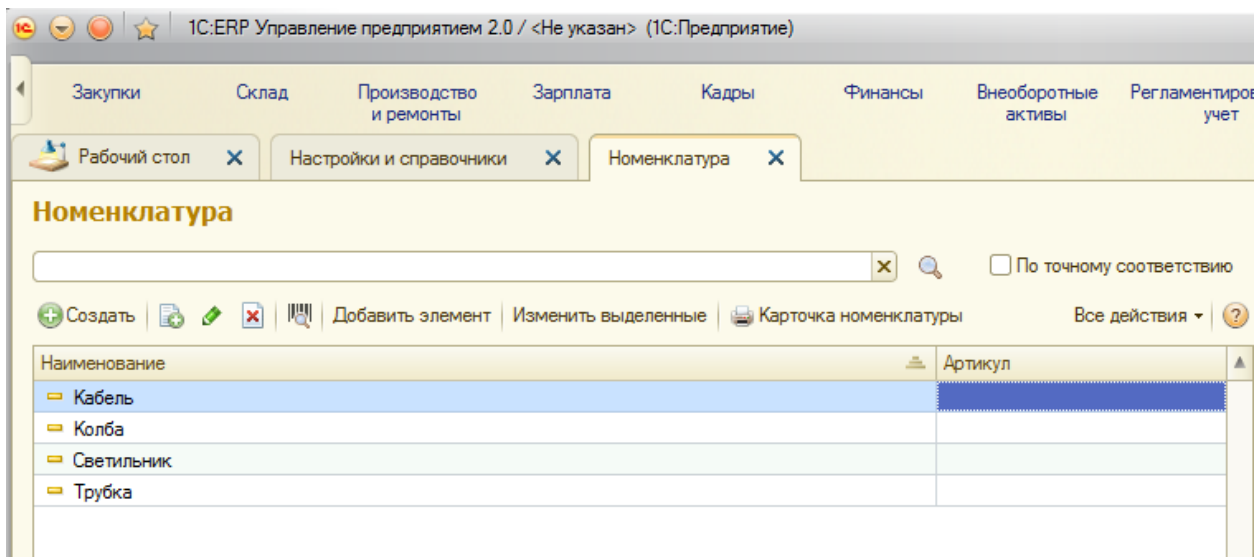 1С:ERP Управление предприятием 2.0 / <Не указан> (1С:Предприятие)
Закупки Склад Производство и ремонты Зарплата Кадры Финансы Внеоборотные активы учет
Рабочий стол Настройки и справочники Номенклатура
Номенклатура
По точному соответствию
Создать Добавить элемент Изменить выделенные Карточка номенклатуры Все действия
Наименование Артикул
Кабель
Колба
Светильник
Трубка